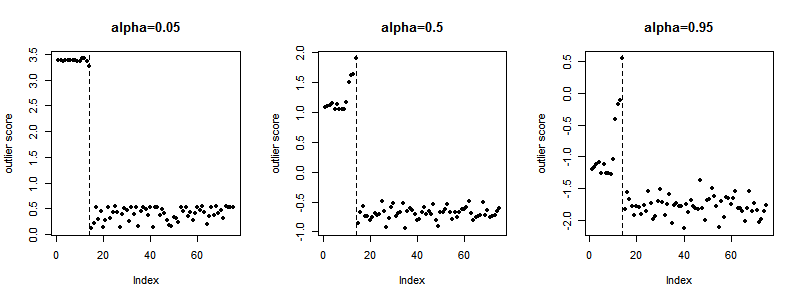 alpha=0.05
alpha=0.5
alpha=0.95
outlier score
0.0 0.5 1.0 1.5 2.0 2.5 3.0 3.5
0 20 40 60
Index
outlier score
-1.0 -0.5 0.0 0.5 1.0 1.5 2.0
0 20 40 60
Index
outlier score
-2.0 -1.5 -1.0 -0.5 0.0 0.5
0 20 40 60
Index